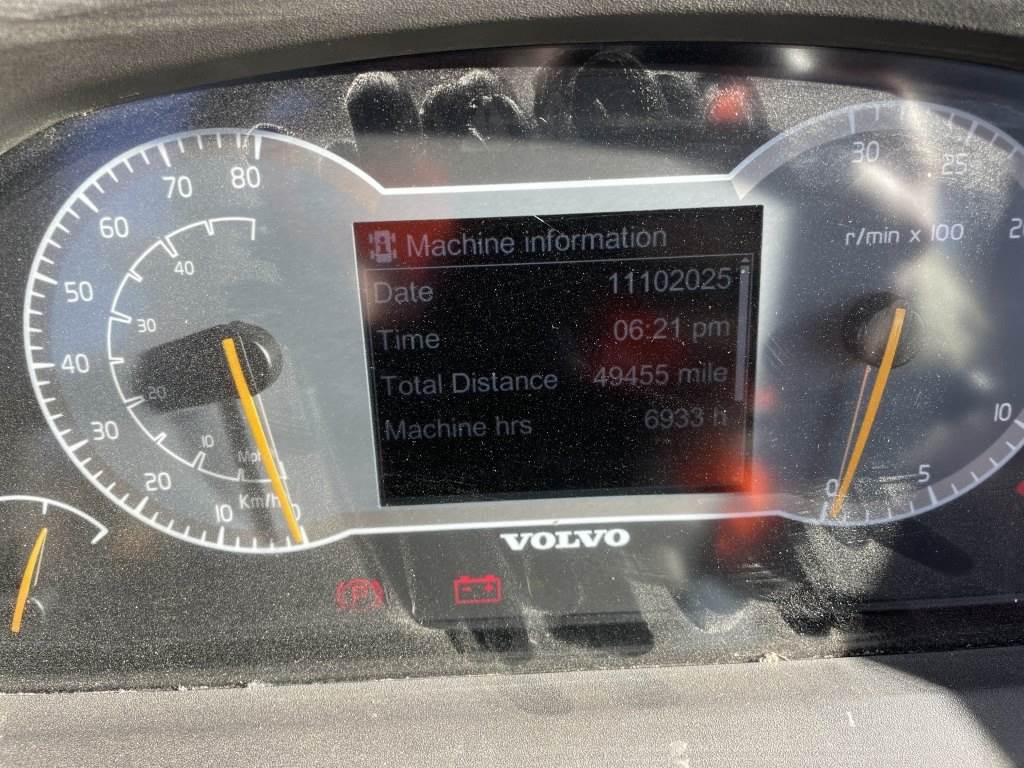 Machine information
Date 11102025
Time 06:21 pm
Total Distance 49455 mile
Machine hrs 6933 h
VOLVO
80
70
60
50
40
30
20
10
Km/h
40
30
20
10
Mph
30
25
r/min x 100
10
5
0
P